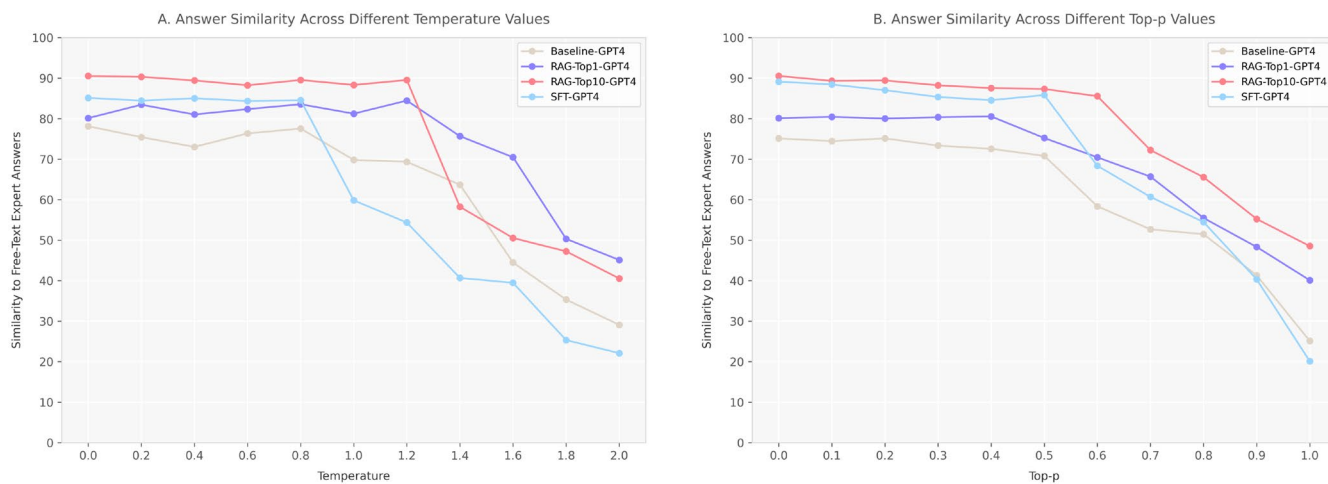 A. Answer Similarity Across Different Temperature Values
100
90
80
70
60
50
40
30
20
10
0
Similarity to Free-Text Expert Answers
Baseline-GPT4
RAG-Top1-GPT4
RAG-Top10-GPT4
SFT-GPT4
0.0 0.2 0.4 0.6 0.8 1.0 1.2 1.4 1.6 1.8 2.0
Temperature
B. Answer Similarity Across Different Top-p Values
100
90
80
70
60
50
40
30
20
10
0
Similarity to Free-Text Expert Answers
Baseline-GPT4
RAG-Top1-GPT4
RAG-Top10-GPT4
SFT-GPT4
0.0 0.1 0.2 0.3 0.4 0.5 0.6 0.7 0.8 0.9 1.0
Top-p